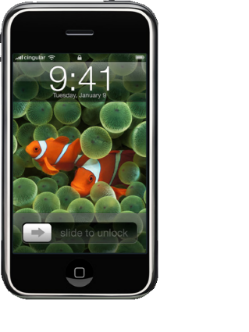 cingular
9:41
Tuesday, January 9
slide to unlock